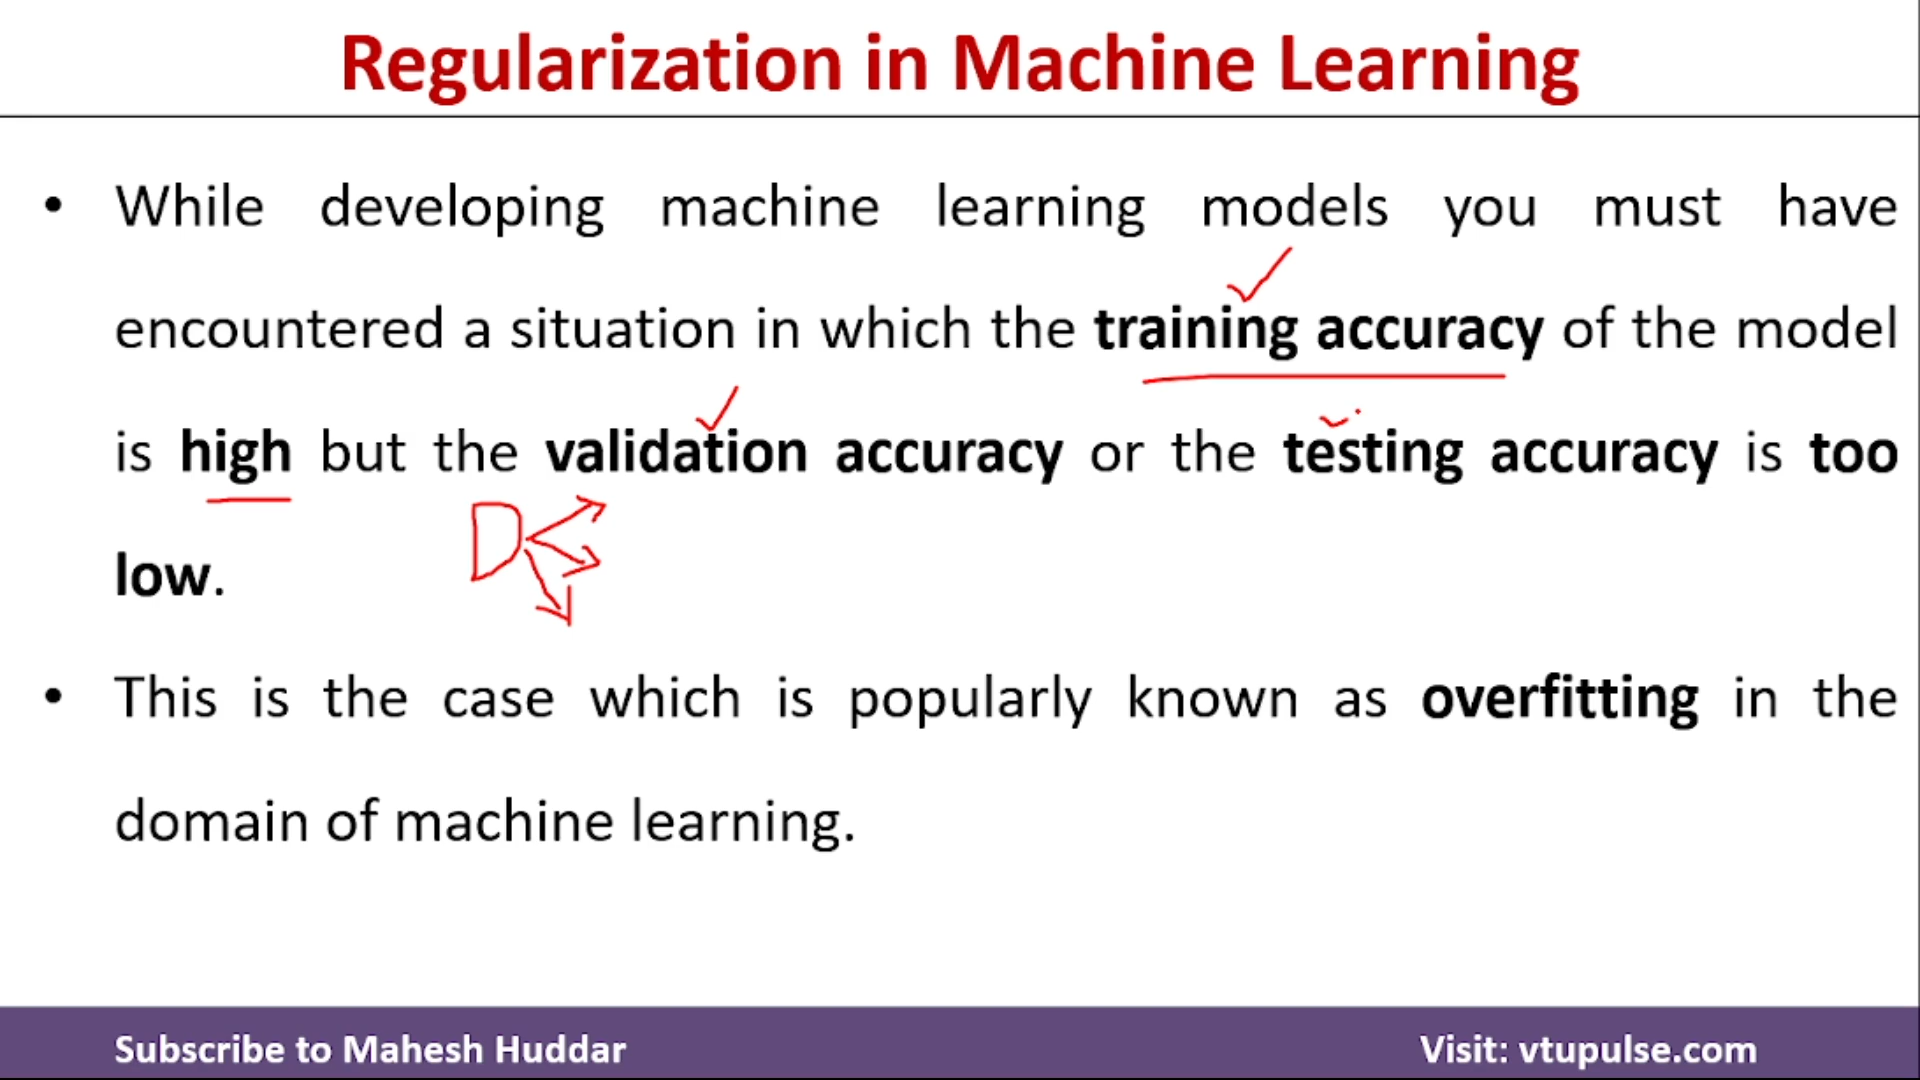 Regularization in Machine Learning
• While developing machine learning models you must have
encountered a situation in which the training accuracy of the model
is high but the validation accuracy or the testing accuracy is too
low.
D
• This is the case which is popularly known as overfitting in the
domain of machine learning.
Subscribe to Mahesh Huddar
Visit: vtupulse.com